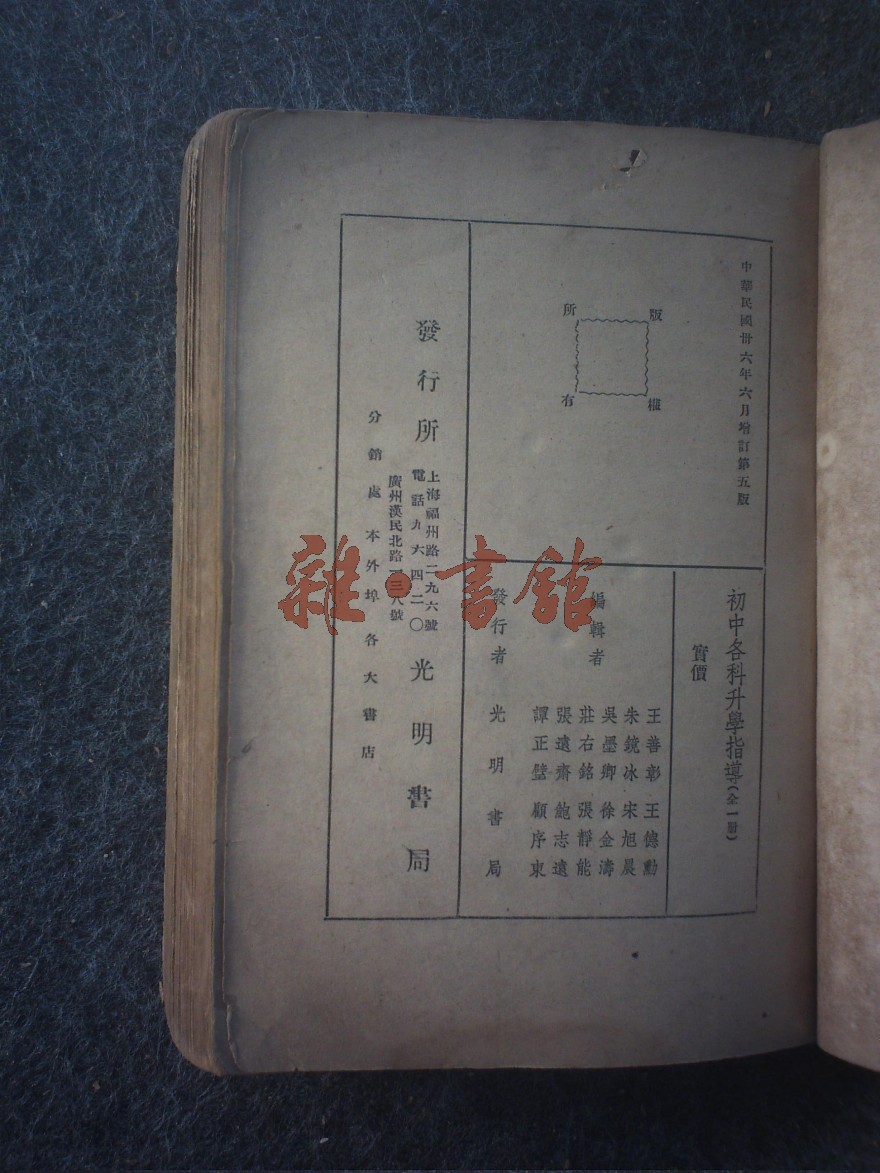 中華民國卅六年六月增訂第五版
版權所有
初中各科升學指導(全一冊)
實價
編輯者
王善彰 王德勳
朱鏡冰 宋旭晨
吳墨卿 徐金濤
莊右銘 張靜能
張遠齋 鮑志遠
譚正璧 顧序東
發行者 光明書局
發行所 光明書局
上海福州路二九六號
電話九六四二〇
廣州漢民北路 三八號
分銷處 本外埠各大書店
雜·書館